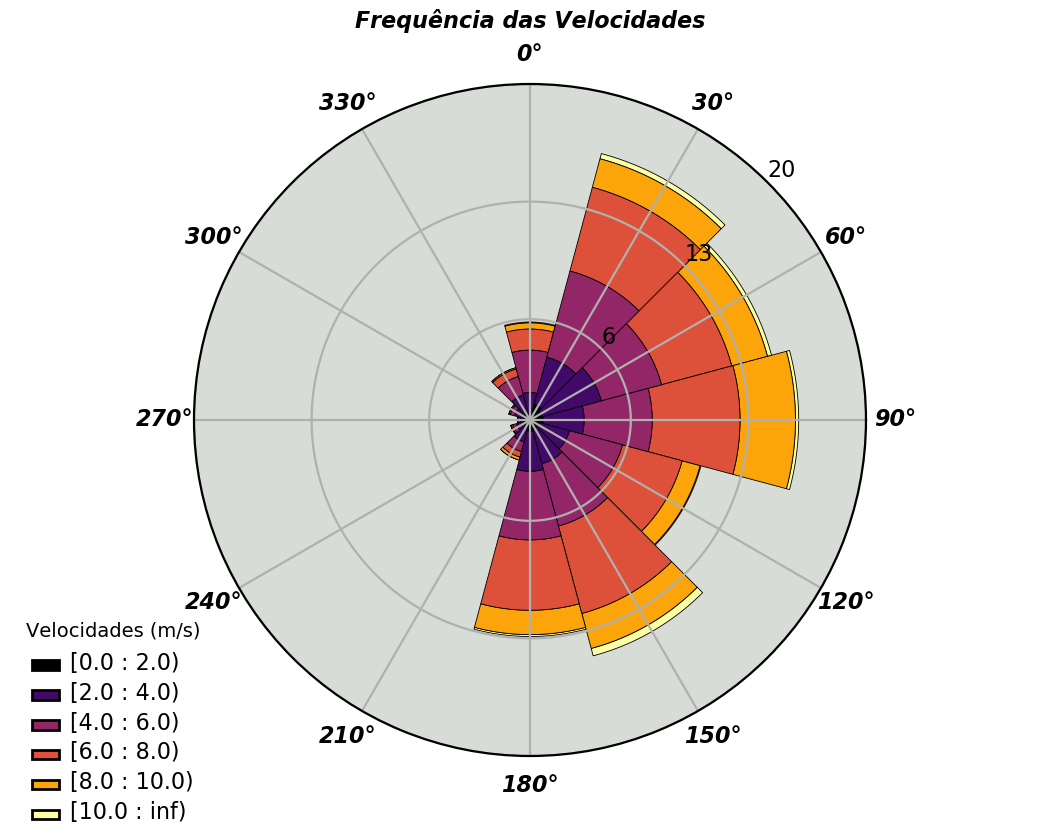 Frequência das Velocidades
0°
330°
30°
20
300°
60°
13
6
270°
90°
240°
120°
210°
150°
180°
Velocidades (m/s)
[0.0 : 2.0)
[2.0 : 4.0)
[4.0 : 6.0)
[6.0 : 8.0)
[8.0 : 10.0)
[10.0 : inf)